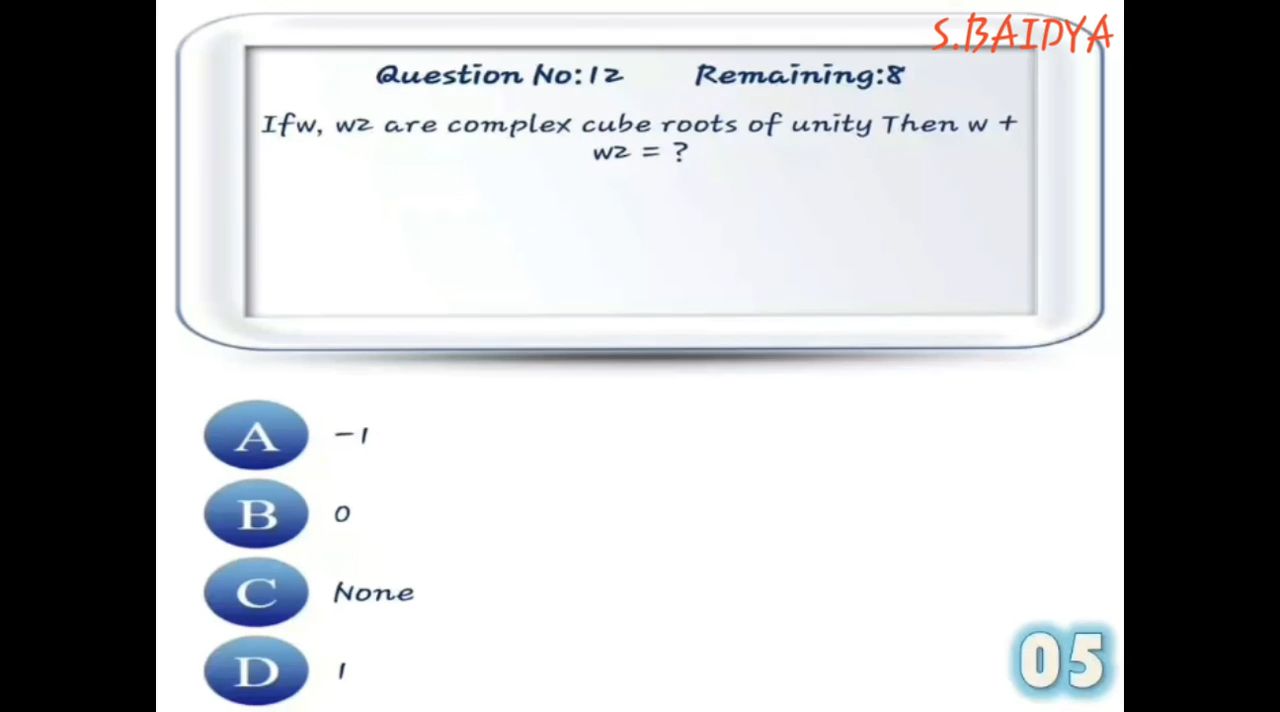 S.BAIDYA
Question No:12 Remaining:8
Ifw, w2 are complex cube roots of unity Then w +
w2 = ?
A -1
B 0
C None
D 1
05